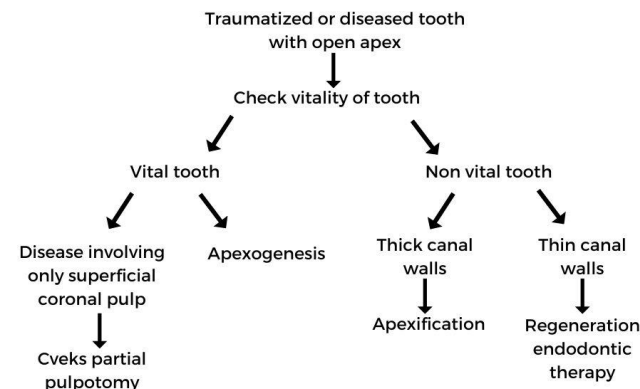 Traumatized or diseased tooth
with open apex
Check vitality of tooth
Vital tooth
Non vital tooth
Disease involving
only superficial
coronal pulp
Apexogenesis
Thick canal
walls
Thin canal
walls
Cveks partial
pulpotomy
Apexification
Regeneration
endodontic
therapy